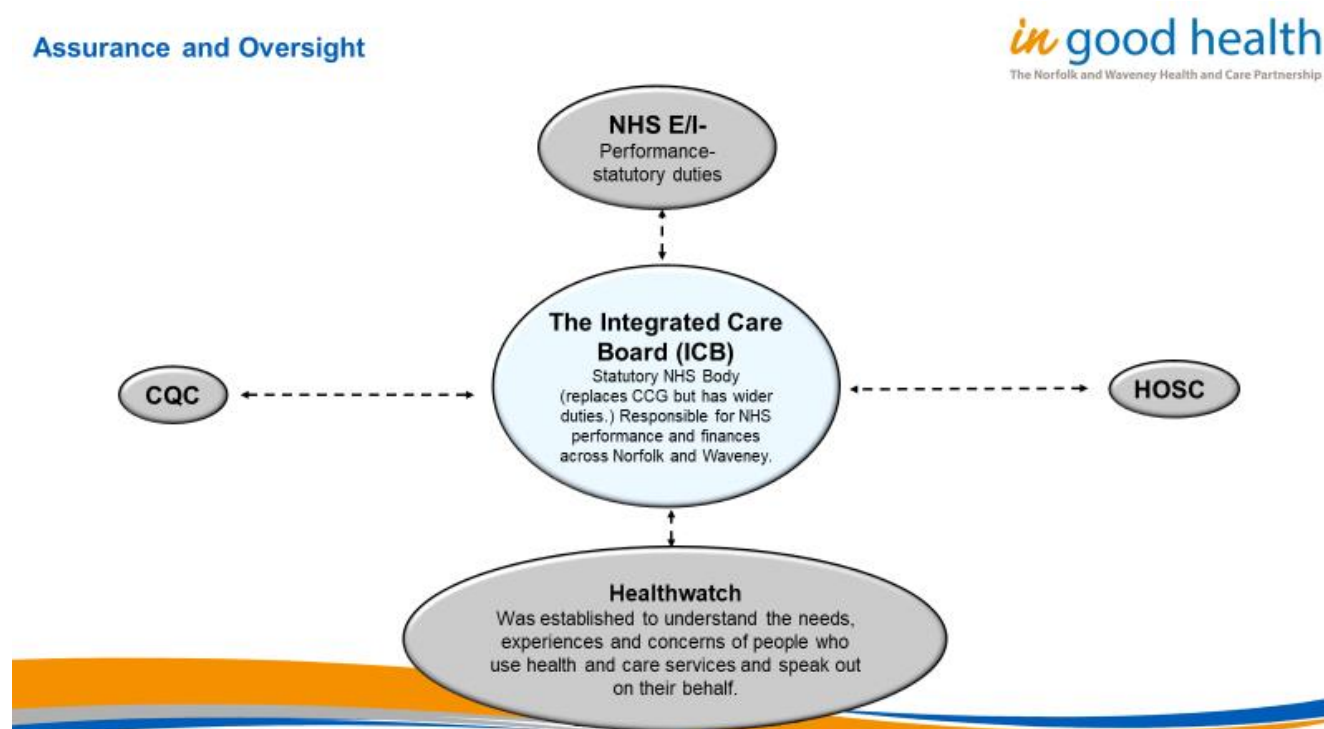 Assurance and Oversight
in good health
The Norfolk and Waveney Health and Care Partnership
NHS E/I-
Performance-
statutory duties
The Integrated Care
Board (ICB)
Statutory NHS Body
(replaces CCG but has wider
duties.) Responsible for NHS
performance and finances
across Norfolk and Waveney.
CQC
HOSC
Healthwatch
Was established to understand the needs,
experiences and concerns of people who
use health and care services and speak out
on their behalf.